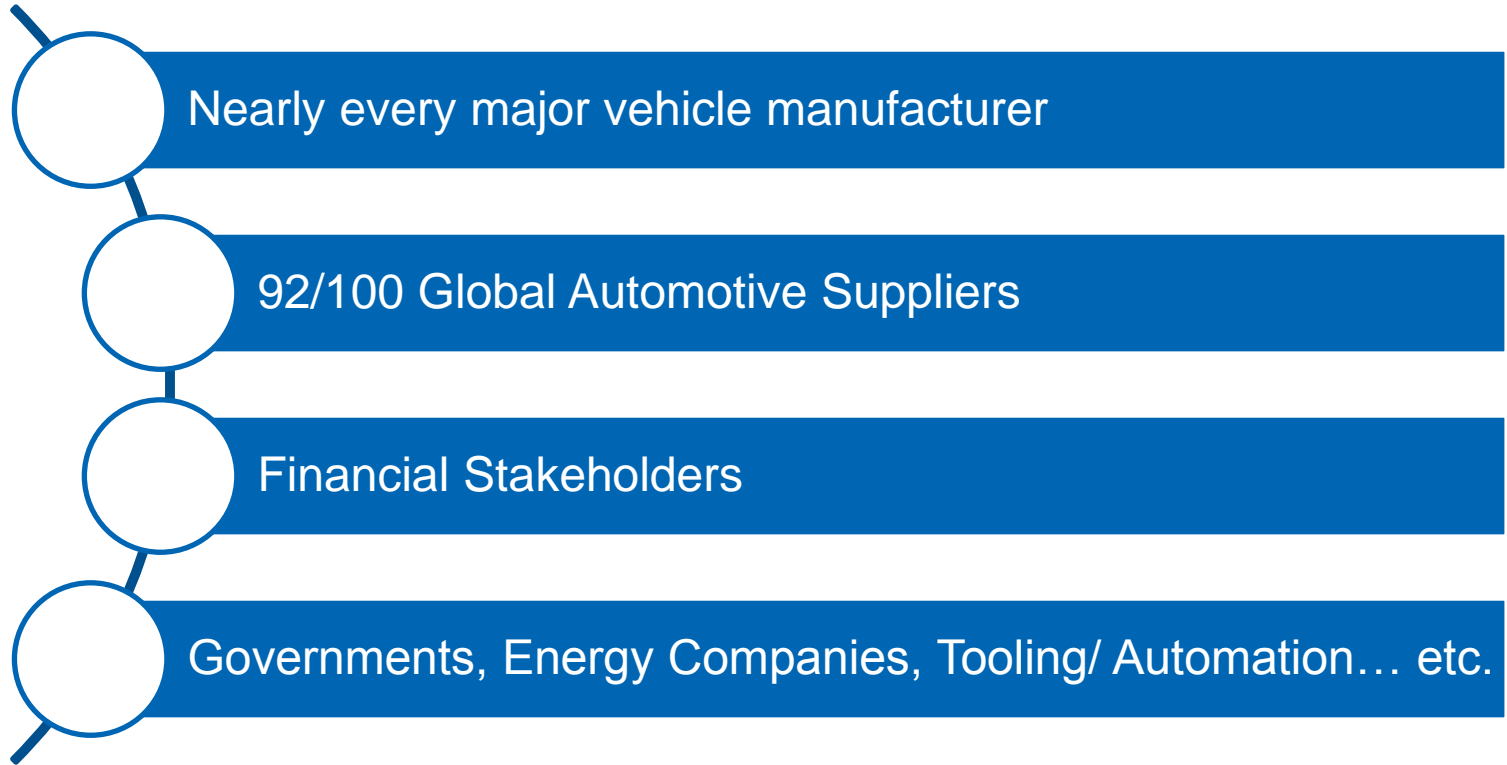 Nearly every major vehicle manufacturer
92/100 Global Automotive Suppliers
Financial Stakeholders
Governments, Energy Companies, Tooling/ Automation… etc.